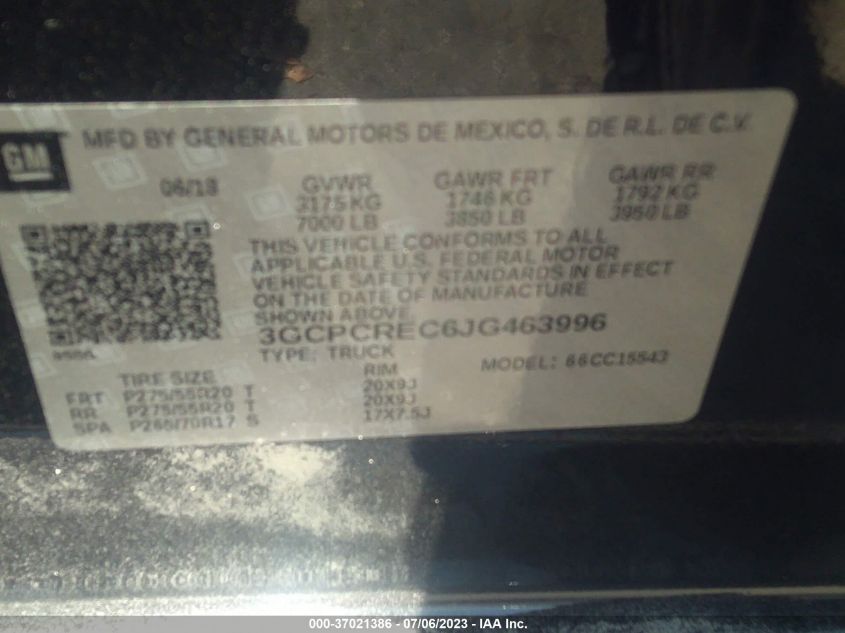 GM
MFD BY GENERAL MOTORS DE MEXICO, S. DE R.L. DE C.V.
06/18 GVWR GAWR FRT GAWR RR
3175 KG 1746 KG 1792 KG
7000 LB 3850 LB 3950 LB
THIS VEHICLE CONFORMS TO ALL
APPLICABLE U.S. FEDERAL MOTOR
VEHICLE SAFETY STANDARDS IN EFFECT
ON THE DATE OF MANUFACTURE
SHOWN ABOVE.
3GCPCREC6JG463996
TYPE: TRUCK MODEL: 66CC15543
TIRE SIZE RIM
FRT P275/55R20 T 20X9J
RR P275/55R20 T 20X9J
SPA P265/70R17 S 17X7.5J
000-37021386 - 07/06/2023 - IAA Inc.